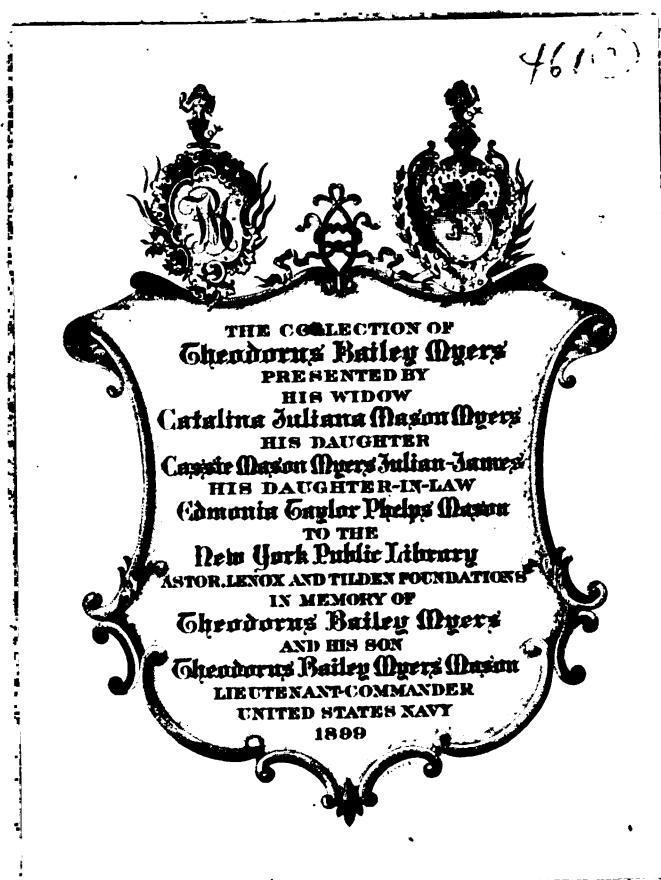 461
THE COLLECTION OF
Theodorus Bailey Myers
PRESENTED BY
HIS WIDOW
Catalina Juliana Mason Myers
HIS DAUGHTER
Cassie Mason Myers Julian-James
HIS DAUGHTER-IN-LAW
Edmonia Taylor Phelps Mason
TO THE
New York Public Library
ASTOR, LENOX AND TILDEN FOUNDATIONS
IN MEMORY OF
Theodorus Bailey Myers
AND HIS SON
Theodorus Bailey Myers Mason
LIEUTENANT-COMMANDER
UNITED STATES NAVY
1899